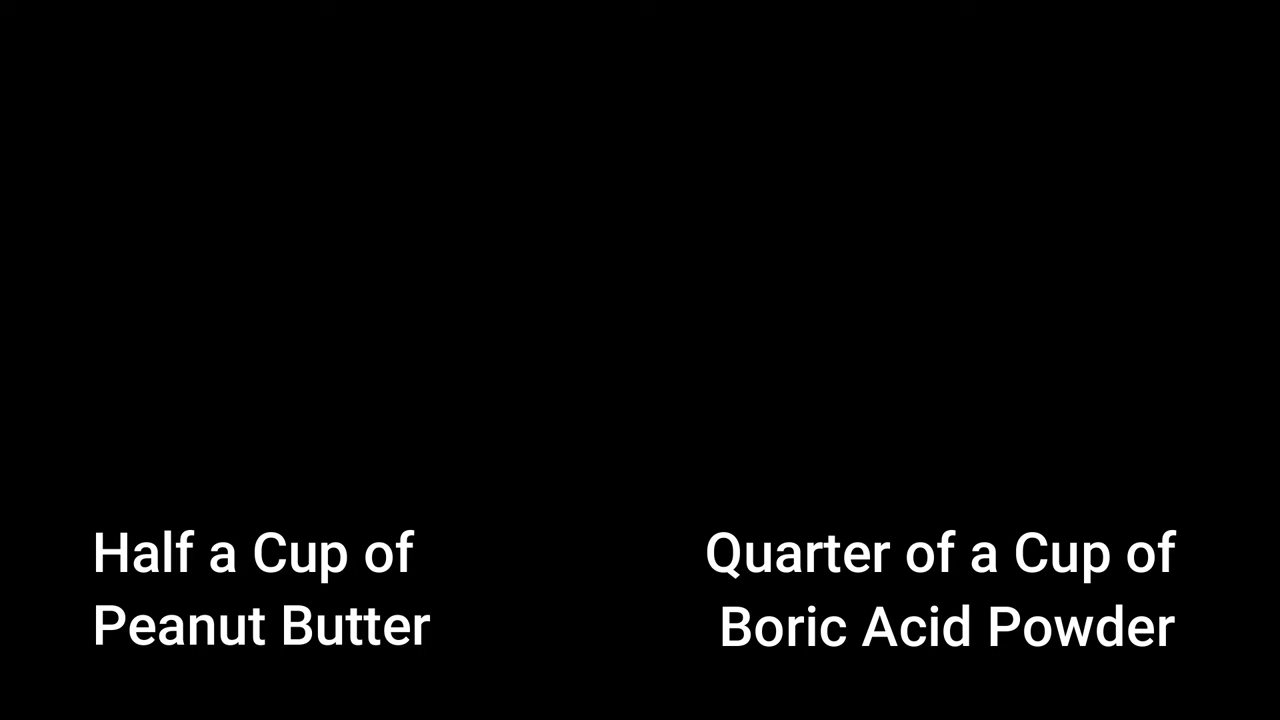 Half a Cup of
Peanut Butter
Quarter of a Cup of
Boric Acid Powder